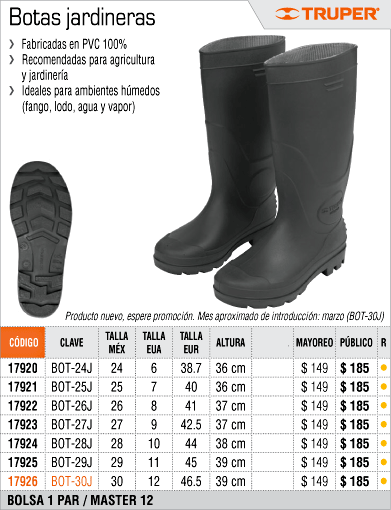 Botas jardineras
TRUPER
❯ Fabricadas en PVC 100%
❯ Recomendadas para agricultura
y jardinería
❯ Ideales para ambientes húmedos
(fango, lodo, agua y vapor)
Producto nuevo, espere promoción. Mes aproximado de introducción: marzo (BOT-30J)
CÓDIGO CLAVE TALLA MÉX TALLA EUA TALLA EUR ALTURA MAYOREO PÚBLICO R
17920 BOT-24J 24 6 38.7 36 cm $ 149 $ 185
17921 BOT-25J 25 7 40 36 cm $ 149 $ 185
17922 BOT-26J 26 8 41 37 cm $ 149 $ 185
17923 BOT-27J 27 9 42.5 37 cm $ 149 $ 185
17924 BOT-28J 28 10 44 38 cm $ 149 $ 185
17925 BOT-29J 29 11 45 39 cm $ 149 $ 185
17926 BOT-30J 30 12 46.5 39 cm $ 149 $ 185
BOLSA 1 PAR / MASTER 12